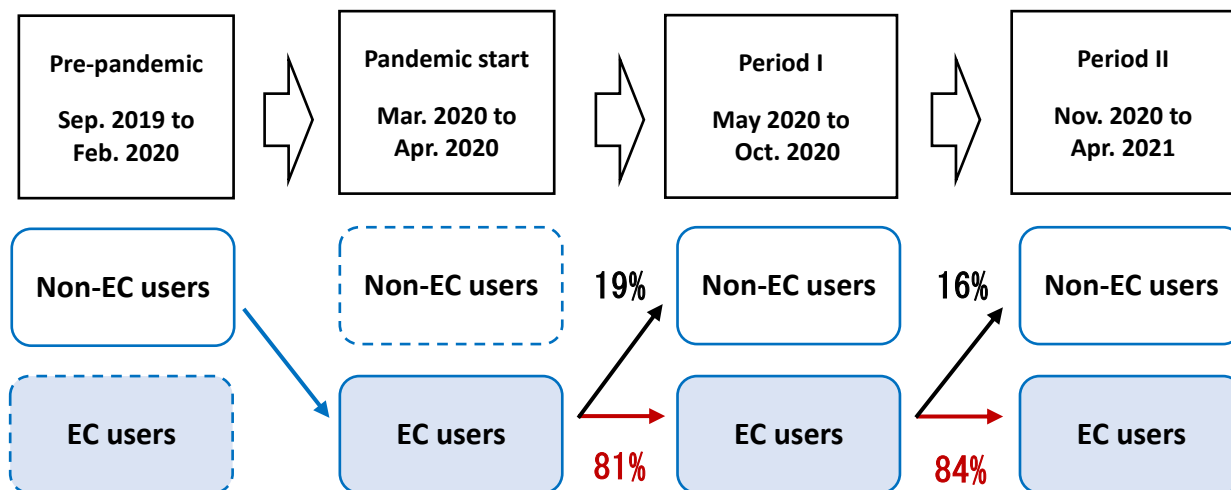 Pre-pandemic
Sep. 2019 to
Feb. 2020
Pandemic start
Mar. 2020 to
Apr. 2020
Period I
May 2020 to
Oct. 2020
Period II
Nov. 2020 to
Apr. 2021
Non-EC users
Non-EC users
19%
Non-EC users
16%
Non-EC users
EC users
EC users
81%
EC users
84%
EC users